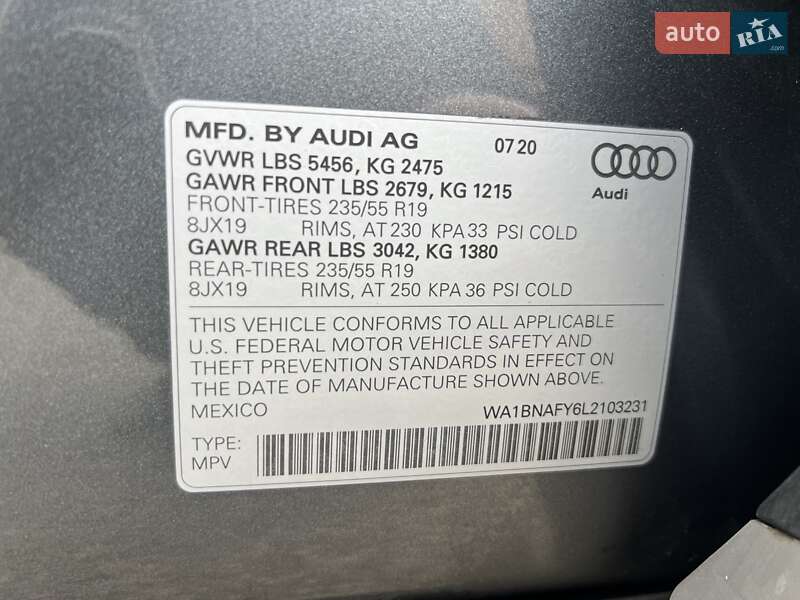 auto RIA.com
MFD. BY AUDI AG 07 20
GVWR LBS 5456, KG 2475
GAWR FRONT LBS 2679, KG 1215
Audi
FRONT-TIRES 235/55 R19
8JX19 RIMS, AT 230 KPA 33 PSI COLD
GAWR REAR LBS 3042, KG 1380
REAR-TIRES 235/55 R19
8JX19 RIMS, AT 250 KPA 36 PSI COLD
THIS VEHICLE CONFORMS TO ALL APPLICABLE
U.S. FEDERAL MOTOR VEHICLE SAFETY AND
THEFT PREVENTION STANDARDS IN EFFECT ON
THE DATE OF MANUFACTURE SHOWN ABOVE.
MEXICO WA1BNAFY6L2103231
TYPE:
MPV